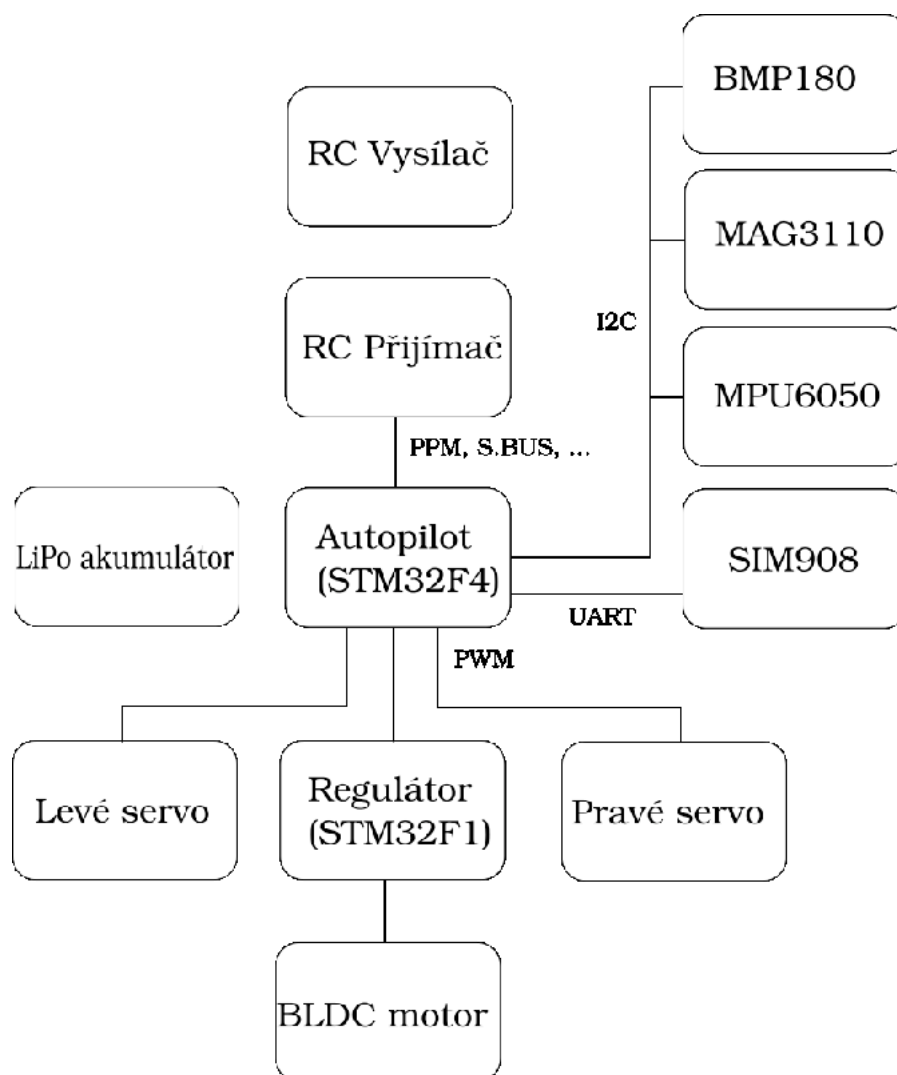 BMP180
RC Vysílač
MAG3110
I2C
RC Přijímač
MPU6050
PPM, S.BUS, ...
LiPo akumulátor
Autopilot
(STM32F4)
SIM908
UART
PWM
Levé servo
Regulátor
(STM32F1)
Pravé servo
BLDC motor